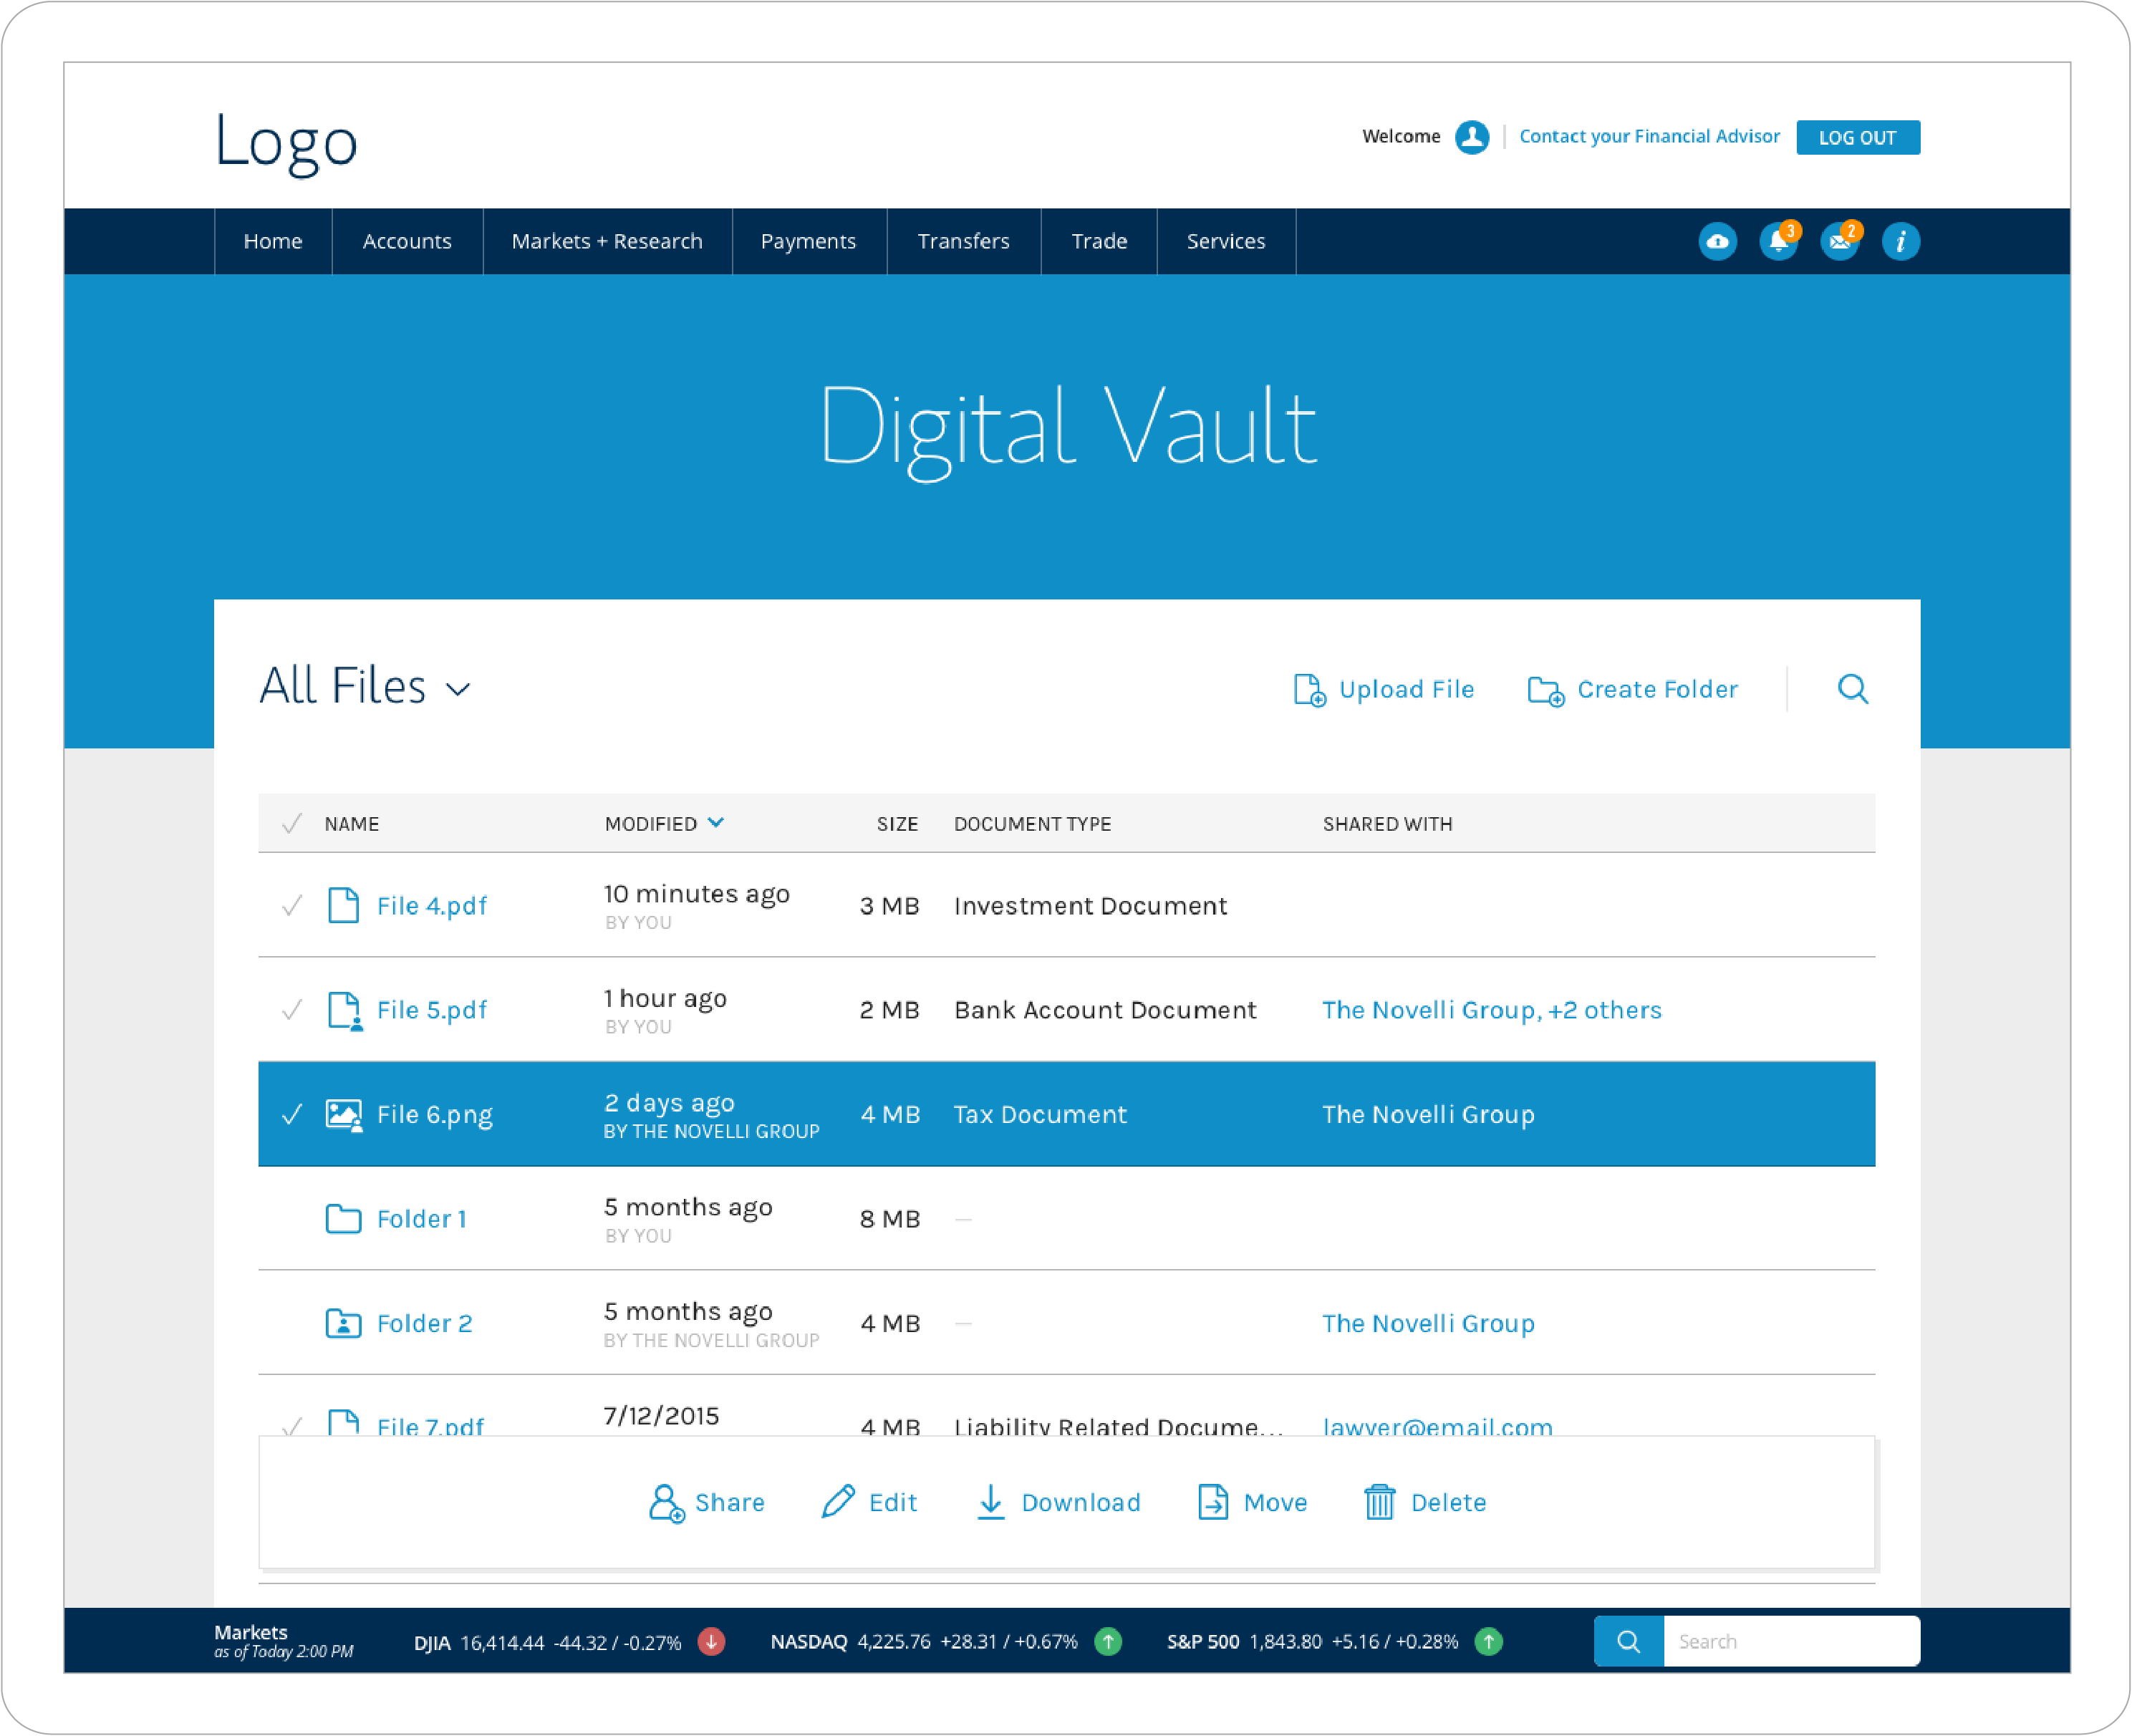 Logo
Welcome Contact your Financial Advisor LOG OUT
Home Accounts Markets + Research Payments Transfers Trade Services 3 2 i
Digital Vault
All Files Upload File Create Folder
NAME MODIFIED SIZE DOCUMENT TYPE SHARED WITH
File 4.pdf 10 minutes ago 3 MB Investment Document
BY YOU
File 5.pdf 1 hour ago 2 MB Bank Account Document The Novelli Group, +2 others
BY YOU
File 6.png 2 days ago 4 MB Tax Document The Novelli Group
BY THE NOVELLI GROUP
Folder 1 5 months ago 8 MB –
BY YOU
Folder 2 5 months ago 4 MB – The Novelli Group
BY THE NOVELLI GROUP
File 7.pdf 7/12/2015 4 MB Liability Related Docume... lawyer@email.com
Share Edit Download Move Delete
Markets
as of Today 2:00 PM
DJIA 16,414.44 -44.32 / -0.27% NASDAQ 4,225.76 +28.31 / +0.67% S&P 500 1,843.80 +5.16 / +0.28% Search